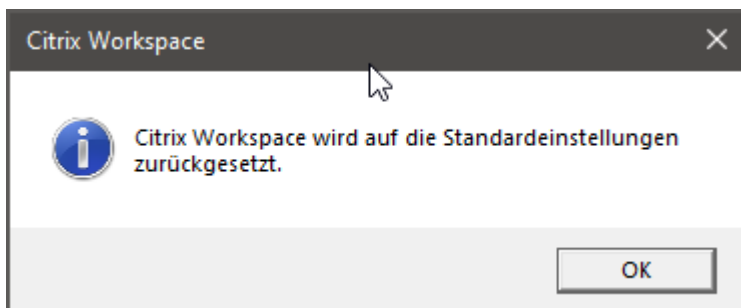 Citrix Workspace
Citrix Workspace wird auf die Standardeinstellungen
zurückgesetzt.
OK